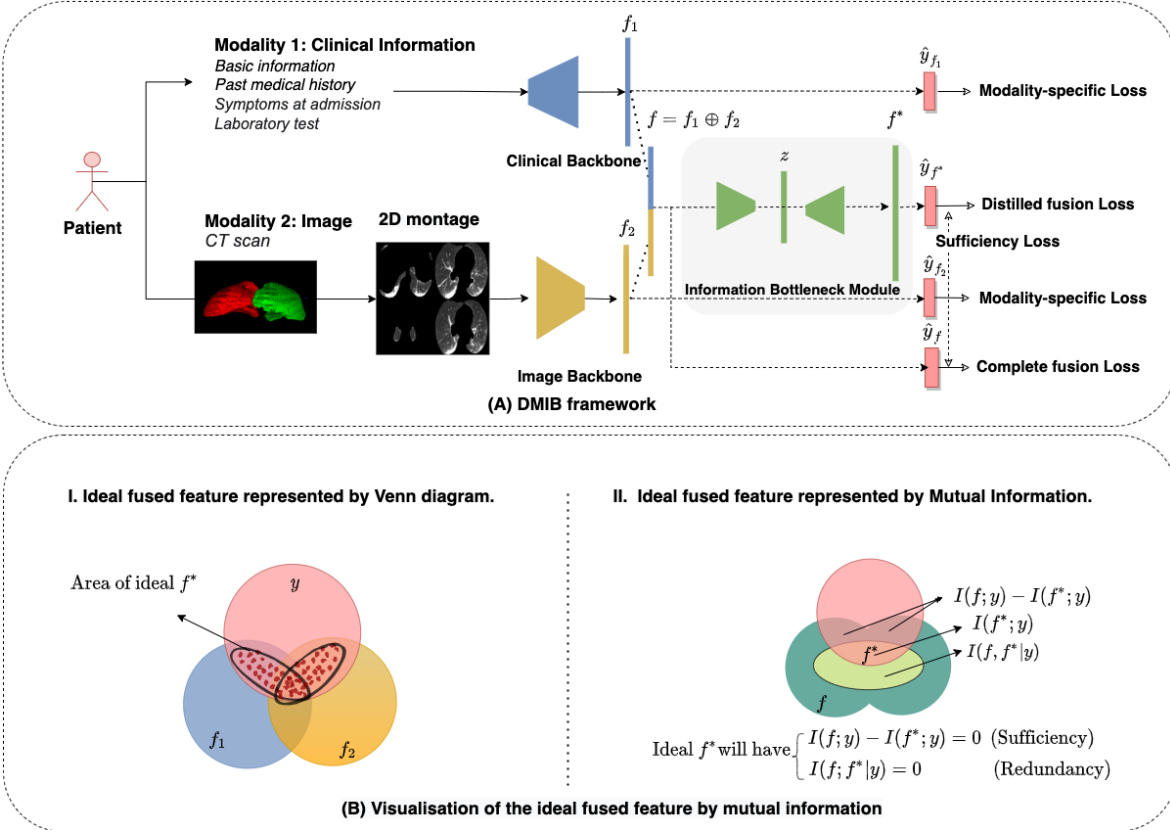 Modality 1: Clinical Information
Basic information
Past medical history
Symptoms at admission
Laboratory test
f₁
Clinical Backbone
f = f₁ ⊕ f₂
ŷ_{f₁}
Modality-specific Loss
Patient
Modality 2: Image
CT scan
2D montage
f₂
Image Backbone
z
f*
Information Bottleneck Module
ŷ_{f*}
Distilled fusion Loss
Sufficiency Loss
ŷ_{f₂}
Modality-specific Loss
ŷ_f
Complete fusion Loss
(A) DMIB framework
I. Ideal fused feature represented by Venn diagram.
Area of ideal f*
y
f₁
f₂
II. Ideal fused feature represented by Mutual Information.
I(f; y) − I(f*; y)
I(f*; y)
I(f, f*|y)
f*
f
Ideal f* will have { I(f; y) − I(f*; y) = 0 (Sufficiency)
I(f; f*|y) = 0 (Redundancy)
(B) Visualisation of the ideal fused feature by mutual information